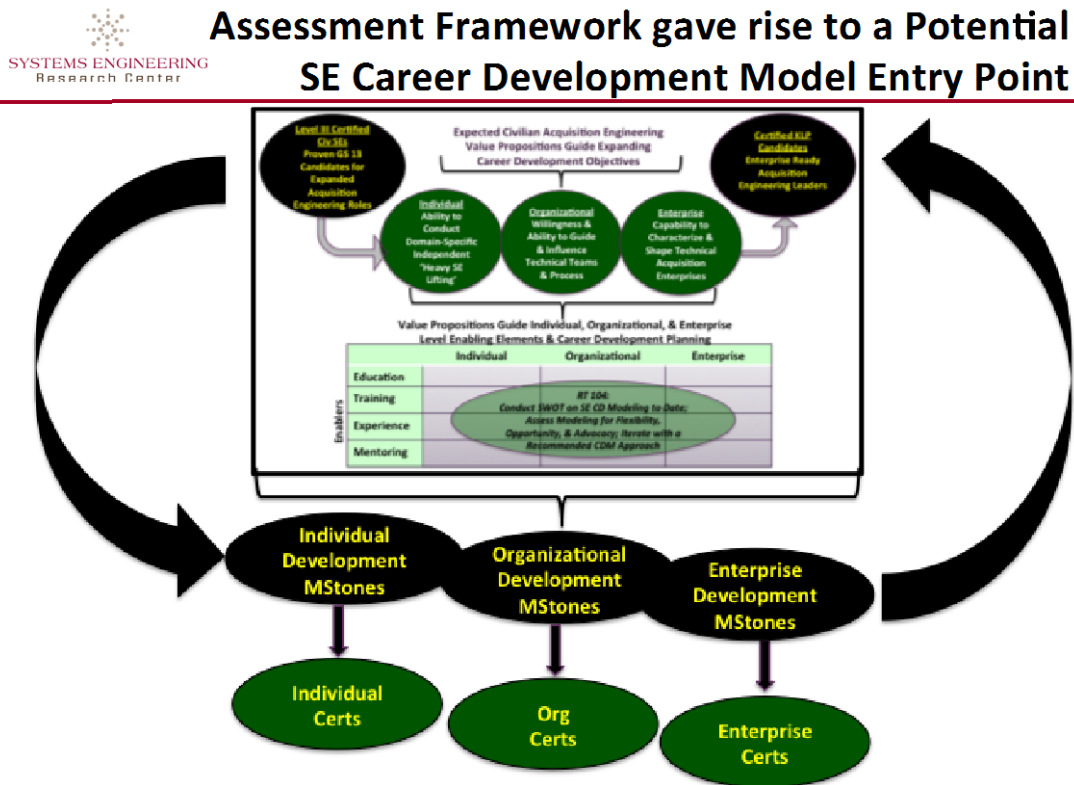 SYSTEMS ENGINEERING
Research Center
Assessment Framework gave rise to a Potential
SE Career Development Model Entry Point
Level III Certified
Civ SEs
Proven GS 13
Candidates for
Expanded
Acquisition
Engineering Roles
Expected Civilian Acquisition Engineering
Value Propositions Guide Expanding
Career Development Objectives
Certified KLP
Candidates
Enterprise Ready
Acquisition
Engineering Leaders
Individual
Ability to
Conduct
Domain-Specific
Independent
'Heavy SE
Lifting'
Organizational
Willingness &
Ability to Guide
& Influence
Technical Teams
& Process
Enterprise
Capability to
Characterize &
Shape Technical
Acquisition
Enterprises
Value Propositions Guide Individual, Organizational, & Enterprise
Level Enabling Elements & Career Development Planning
Individual
Organizational
Enterprise
Enablers
Education
Training
Experience
Mentoring
RT 104:
Conduct SWOT on SE CD Modeling to Date;
Assess Modeling for Flexibility,
Opportunity, & Advocacy; Iterate with a
Recommended CDM Approach
Individual
Development
MStones
Organizational
Development
MStones
Enterprise
Development
MStones
Individual
Certs
Org
Certs
Enterprise
Certs